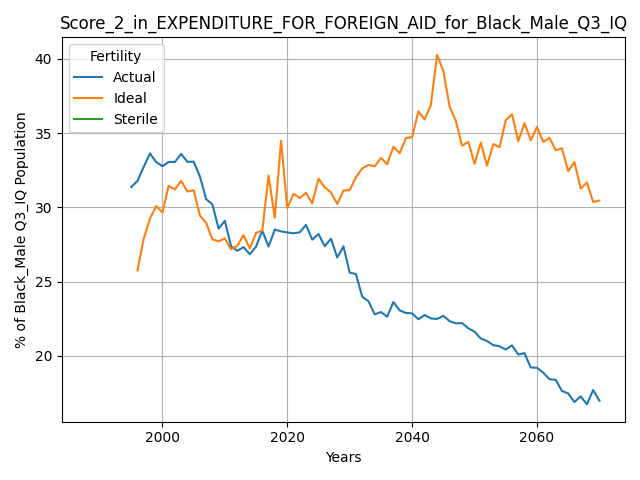 Score_2_in_EXPENDITURE_FOR_FOREIGN_AID_for_Black_Male_Q3_IQ
Fertility
Actual
Ideal
Sterile
% of Black_Male Q3_IQ Population
40
35
30
25
20
2000
2020
2040
2060
Years